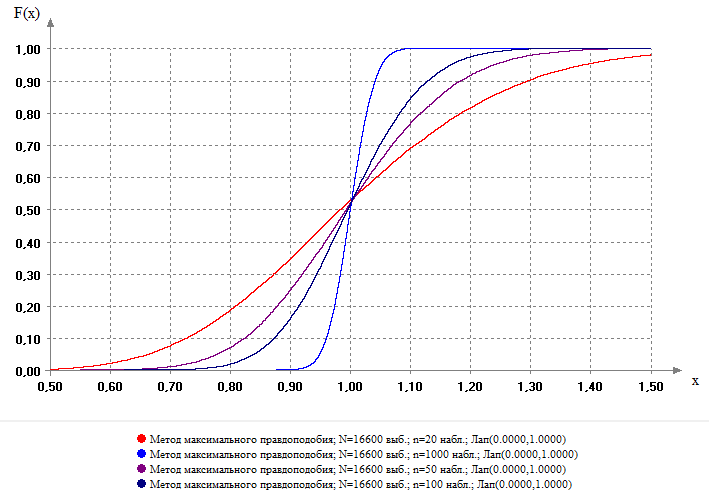 F(x)
1,00
0,90
0,80
0,70
0,60
0,50
0,40
0,30
0,20
0,10
0,00
0,50 0,60 0,70 0,80 0,90 1,00 1,10 1,20 1,30 1,40 1,50
x
Метод максимального правдоподобия; N=16600 выб.; n=20 набл.; Лап(0.0000,1.0000)
Метод максимального правдоподобия; N=16600 выб.; n=1000 набл.; Лап(0.0000,1.0000)
Метод максимального правдоподобия; N=16600 выб.; n=50 набл.; Лап(0.0000,1.0000)
Метод максимального правдоподобия; N=16600 выб.; n=100 набл.; Лап(0.0000,1.0000)